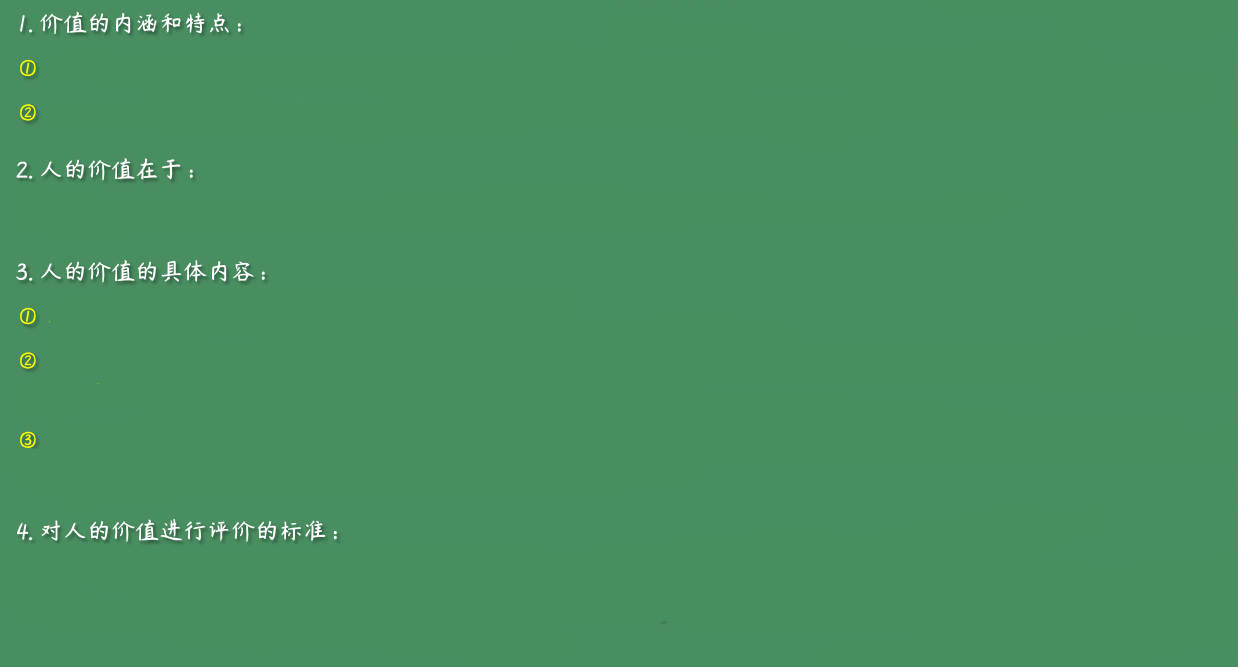 1. 价值的内涵和特点：
①
②
2. 人的价值在于：
3. 人的价值的具体内容：
①
②
③
4. 对人的价值进行评价的标准：